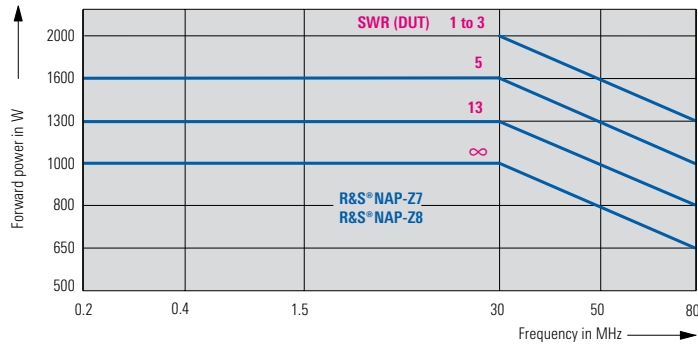 SWR (DUT) 1 to 3
2000
5
1600
13
1300
∞
1000
R&S®NAP-Z7
800
R&S®NAP-Z8
650
500
Forward power in W
0.2 0.4 1.5 30 50 80
Frequency in MHz